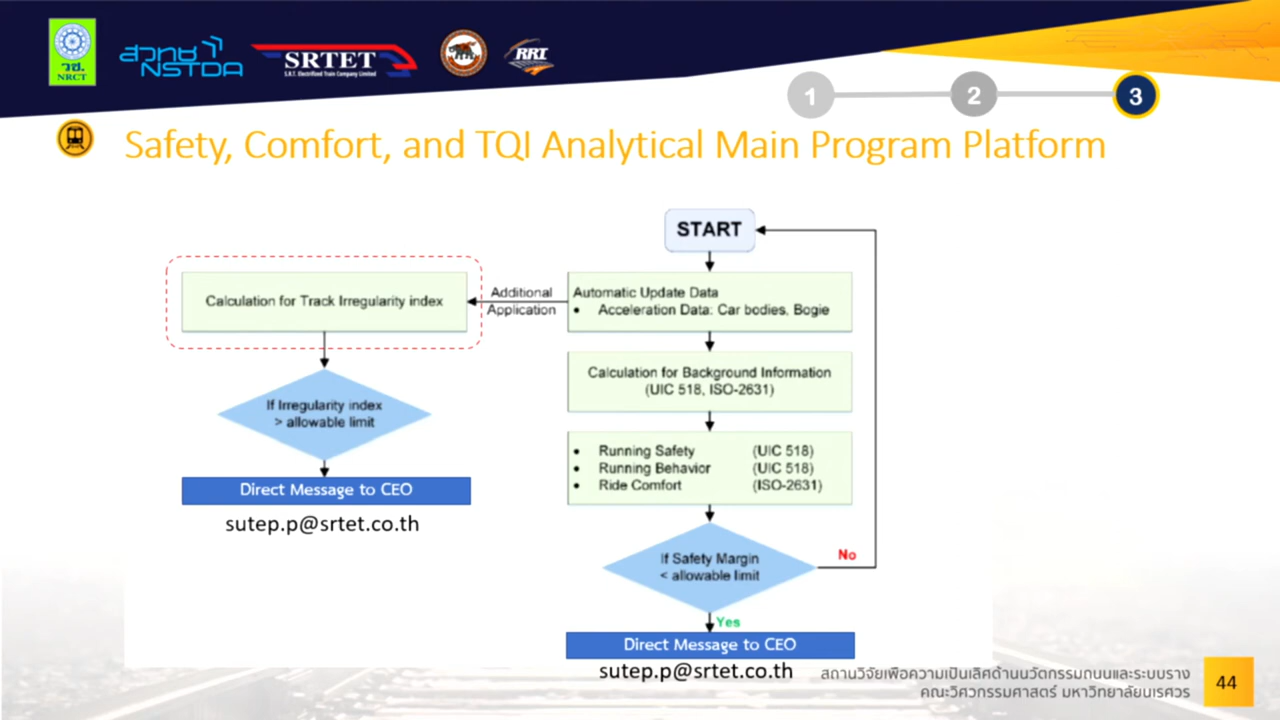 วช.
NRCT
สวทช
NSTDA
SRTET
S.R.T. Electrified Train Company Limited
RRI
1
2
3
Safety, Comfort, and TQI Analytical Main Program Platform
START
Calculation for Track Irregularity index
Additional
Application
Automatic Update Data
• Acceleration Data: Car bodies, Bogie
Calculation for Background Information
(UIC 518, ISO-2631)
If Irregularity index
> allowable limit
• Running Safety (UIC 518)
• Running Behavior (UIC 518)
• Ride Comfort (ISO-2631)
Direct Message to CEO
sutep.p@srtet.co.th
If Safety Margin
< allowable limit
No
Yes
Direct Message to CEO
sutep.p@srtet.co.th
สถานวิจัยเพื่อความเป็นเลิศด้านนวัตกรรมถนนและระบบราง
คณะวิศวกรรมศาสตร์ มหาวิทยาลัยนเรศวร
44